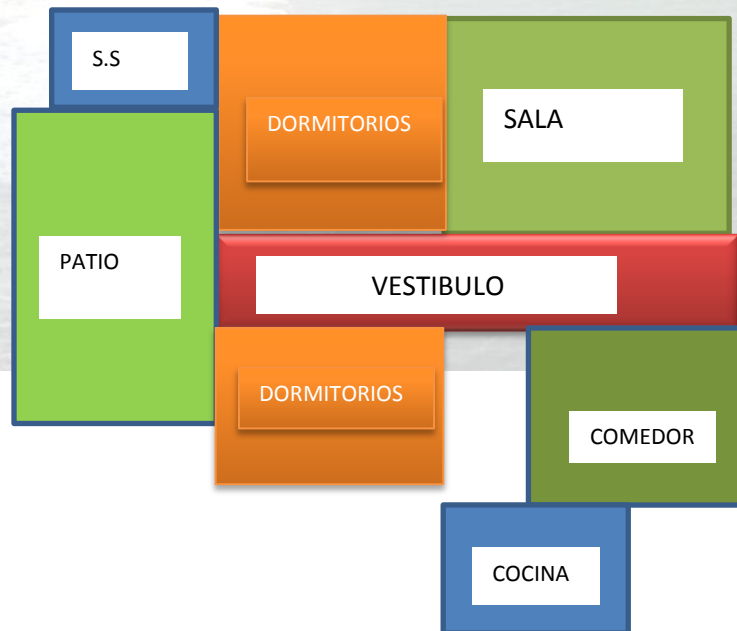 S.S
DORMITORIOS
SALA
PATIO
VESTIBULO
DORMITORIOS
COMEDOR
COCINA